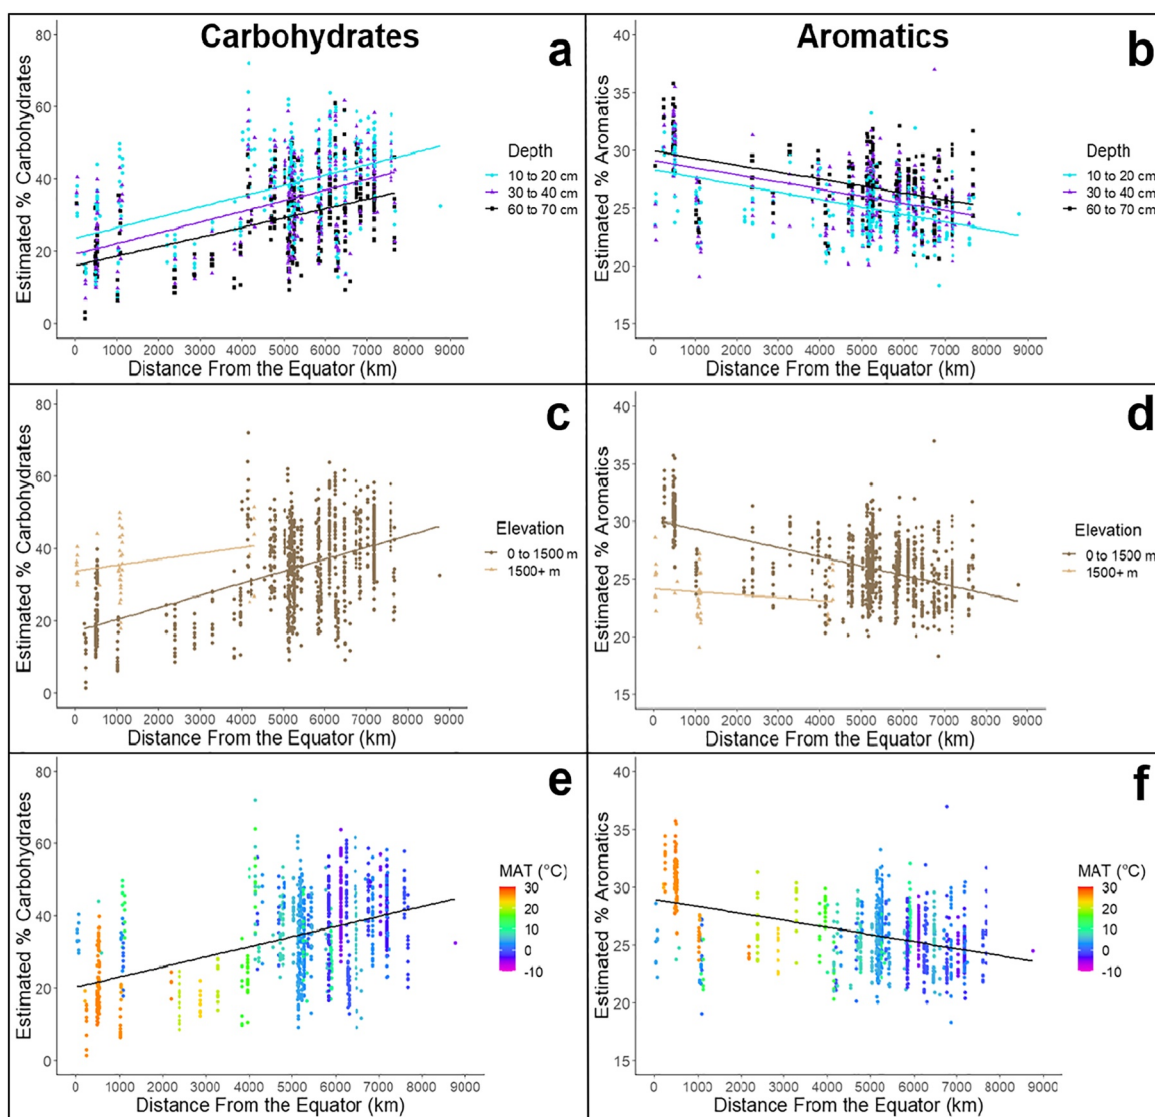 Carbohydrates
a
Estimated % Carbohydrates
80
60
40
20
0
0 1000 2000 3000 4000 5000 6000 7000 8000 9000
Distance From the Equator (km)
Depth
10 to 20 cm
30 to 40 cm
60 to 70 cm
Aromatics
b
Estimated % Aromatics
40
35
30
25
20
15
0 1000 2000 3000 4000 5000 6000 7000 8000 9000
Distance From the Equator (km)
Depth
10 to 20 cm
30 to 40 cm
60 to 70 cm
c
Estimated % Carbohydrates
80
60
40
20
0
0 1000 2000 3000 4000 5000 6000 7000 8000 9000
Distance From the Equator (km)
Elevation
0 to 1500 m
1500+ m
d
Estimated % Aromatics
40
35
30
25
20
15
0 1000 2000 3000 4000 5000 6000 7000 8000 9000
Distance From the Equator (km)
Elevation
0 to 1500 m
1500+ m
e
Estimated % Carbohydrates
80
60
40
20
0
0 1000 2000 3000 4000 5000 6000 7000 8000 9000
Distance From the Equator (km)
MAT (°C)
30
20
10
0
-10
f
Estimated % Aromatics
40
35
30
25
20
15
0 1000 2000 3000 4000 5000 6000 7000 8000 9000
Distance From the Equator (km)
MAT (°C)
30
20
10
0
-10